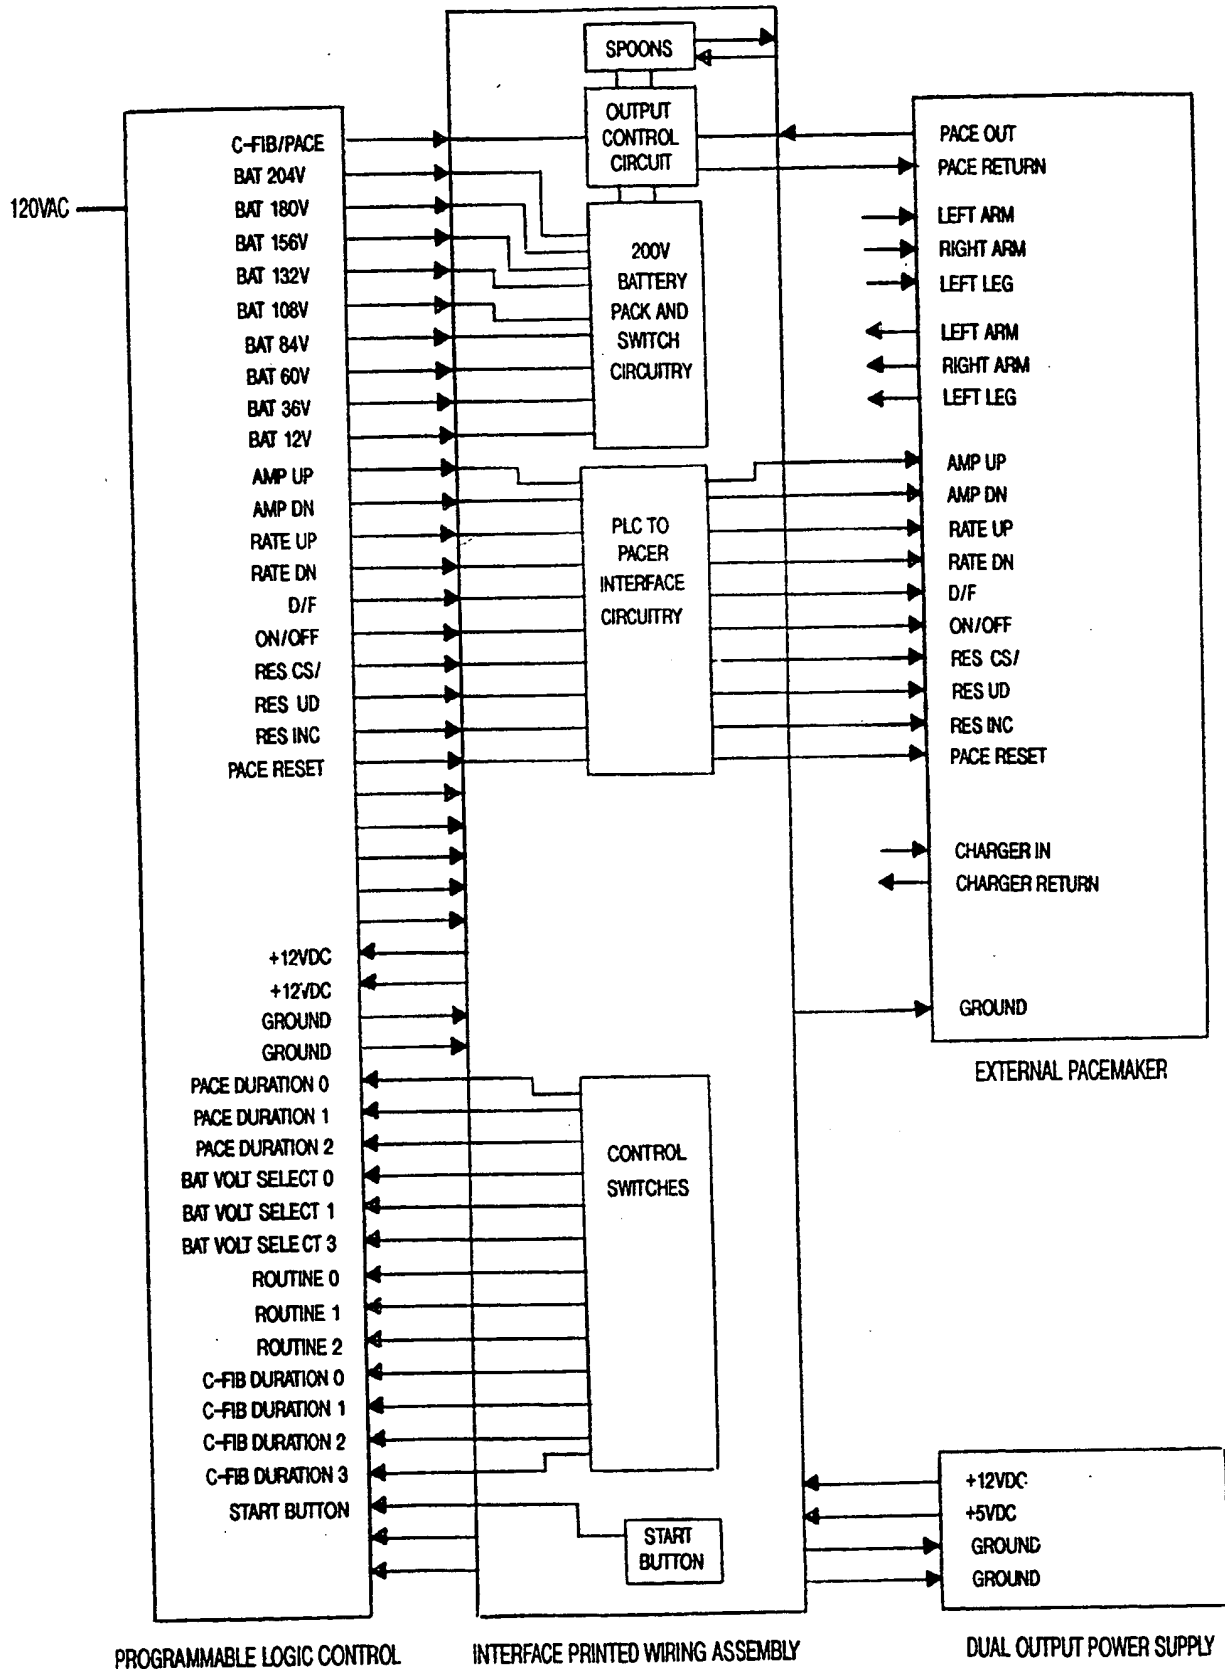 120VAC
C-FIB/PACE
BAT 204V
BAT 180V
BAT 156V
BAT 132V
BAT 108V
BAT 84V
BAT 60V
BAT 36V
BAT 12V
AMP UP
AMP DN
RATE UP
RATE DN
D/F
ON/OFF
RES CS/
RES UD
RES INC
PACE RESET
+12VDC
+12VDC
GROUND
GROUND
PACE DURATION 0
PACE DURATION 1
PACE DURATION 2
BAT VOLT SELECT 0
BAT VOLT SELECT 1
BAT VOLT SELECT 3
ROUTINE 0
ROUTINE 1
ROUTINE 2
C-FIB DURATION 0
C-FIB DURATION 1
C-FIB DURATION 2
C-FIB DURATION 3
START BUTTON
PROGRAMMABLE LOGIC CONTROL
SPOONS
OUTPUT
CONTROL
CIRCUIT
200V
BATTERY
PACK AND
SWITCH
CIRCUITRY
PLC TO
PACER
INTERFACE
CIRCUITRY
CONTROL
SWITCHES
START
BUTTON
INTERFACE PRINTED WIRING ASSEMBLY
PACE OUT
PACE RETURN
LEFT ARM
RIGHT ARM
LEFT LEG
LEFT ARM
RIGHT ARM
LEFT LEG
AMP UP
AMP DN
RATE UP
RATE DN
D/F
ON/OFF
RES CS/
RES UD
RES INC
PACE RESET
CHARGER IN
CHARGER RETURN
GROUND
EXTERNAL PACEMAKER
+12VDC
+5VDC
GROUND
GROUND
DUAL OUTPUT POWER SUPPLY